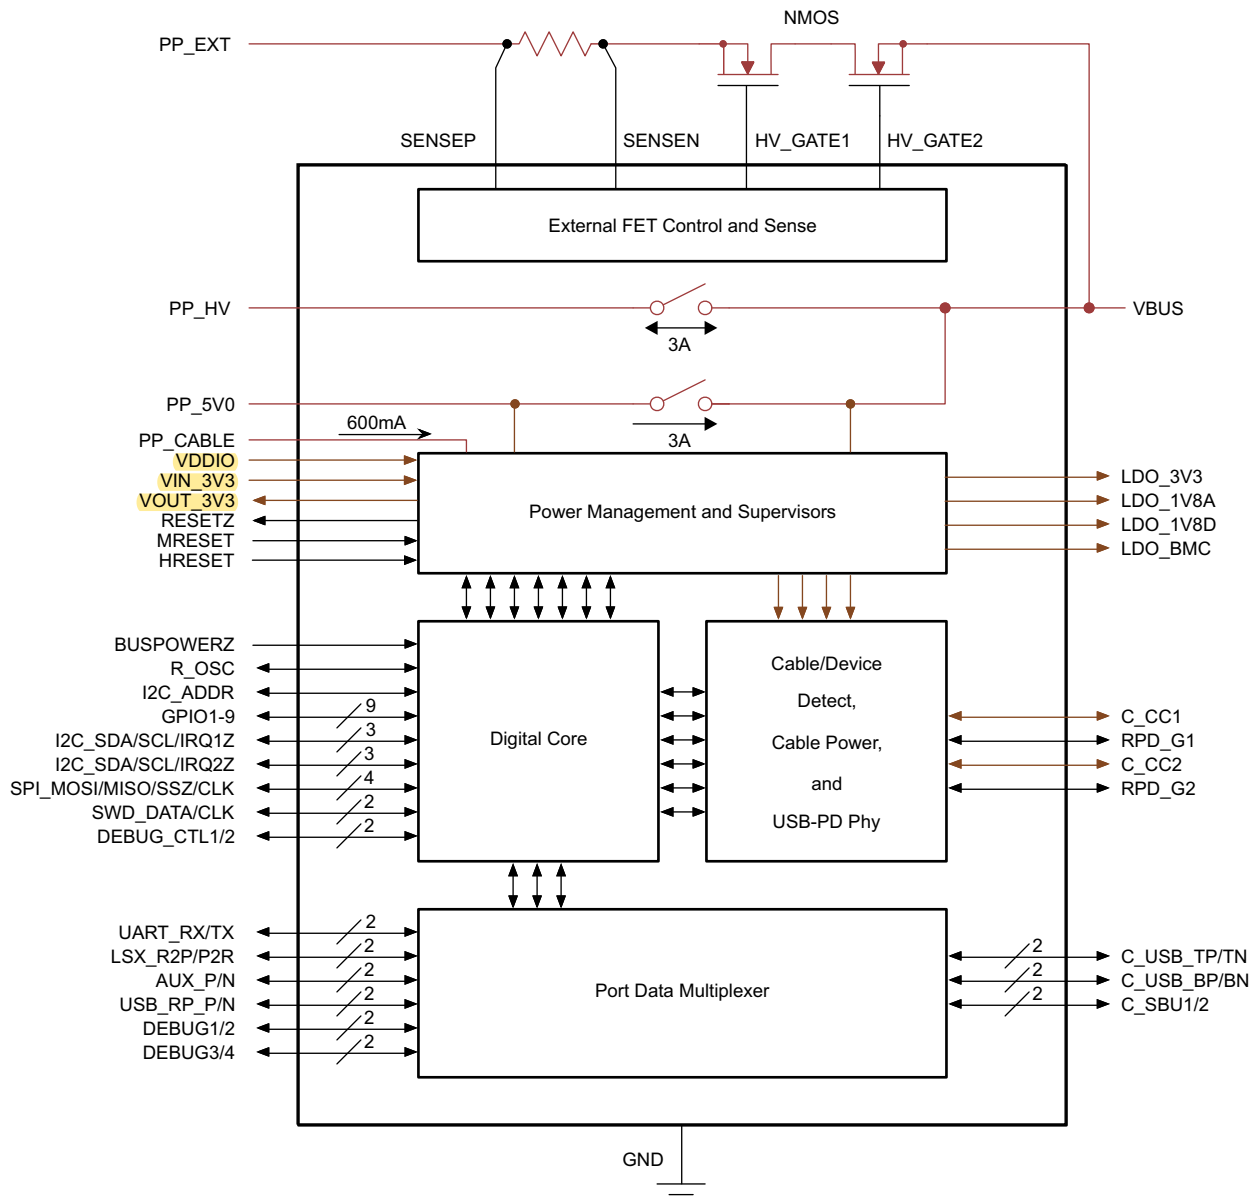 NMOS
PP_EXT
SENSEP
SENSEN
HV_GATE1
HV_GATE2
External FET Control and Sense
PP_HV
3A
VBUS
PP_5V0
3A
600mA
PP_CABLE
VDDIO
VIN_3V3
VOUT_3V3
RESETZ
MRESET
HRESET
Power Management and Supervisors
LDO_3V3
LDO_1V8A
LDO_1V8D
LDO_BMC
BUSPOWERZ
R_OSC
I2C_ADDR
GPIO1-9
9
I2C_SDA/SCL/IRQ1Z
3
I2C_SDA/SCL/IRQ2Z
3
SPI_MOSI/MISO/SSZ/CLK
4
SWD_DATA/CLK
2
DEBUG_CTL1/2
2
Digital Core
Cable/Device
Detect,
Cable Power,
and
USB-PD Phy
C_CC1
RPD_G1
C_CC2
RPD_G2
UART_RX/TX
2
LSX_R2P/P2R
2
AUX_P/N
2
USB_RP_P/N
2
DEBUG1/2
2
DEBUG3/4
2
Port Data Multiplexer
2
C_USB_TP/TN
2
C_USB_BP/BN
2
C_SBU1/2
GND